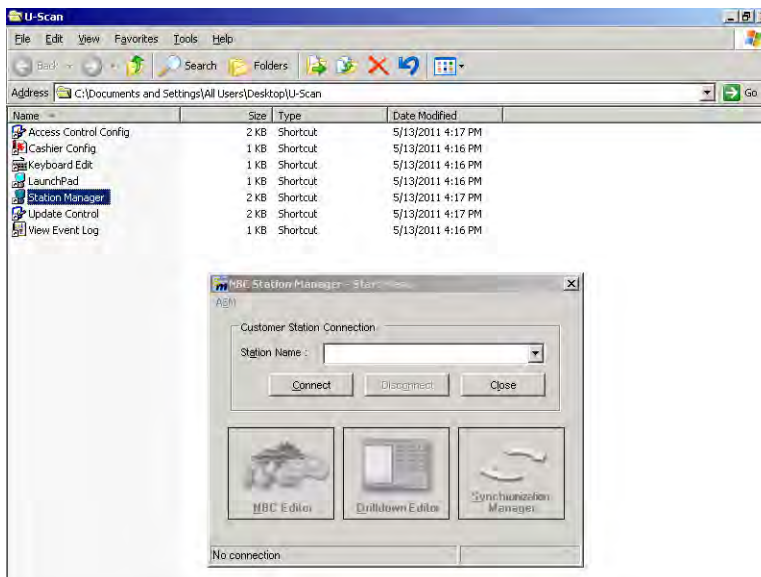 U-Scan
File Edit View Favorites Tools Help
Back Search Folders
Address C:\Documents and Settings\All Users\Desktop\U-Scan Go
Name Size Type Date Modified
Access Control Config 2 KB Shortcut 5/13/2011 4:17 PM
Cashier Config 1 KB Shortcut 5/13/2011 4:16 PM
Keyboard Edit 1 KB Shortcut 5/13/2011 4:16 PM
LaunchPad 1 KB Shortcut 5/13/2011 4:16 PM
Station Manager 2 KB Shortcut 5/13/2011 4:17 PM
Update Control 2 KB Shortcut 5/13/2011 4:17 PM
View Event Log 1 KB Shortcut 5/13/2011 4:16 PM
Station Manager -
Customer Station Connection
Station Name :
Connect Disconnect Close
Editor Drilldown Editor Synchronization
Manager
No connection